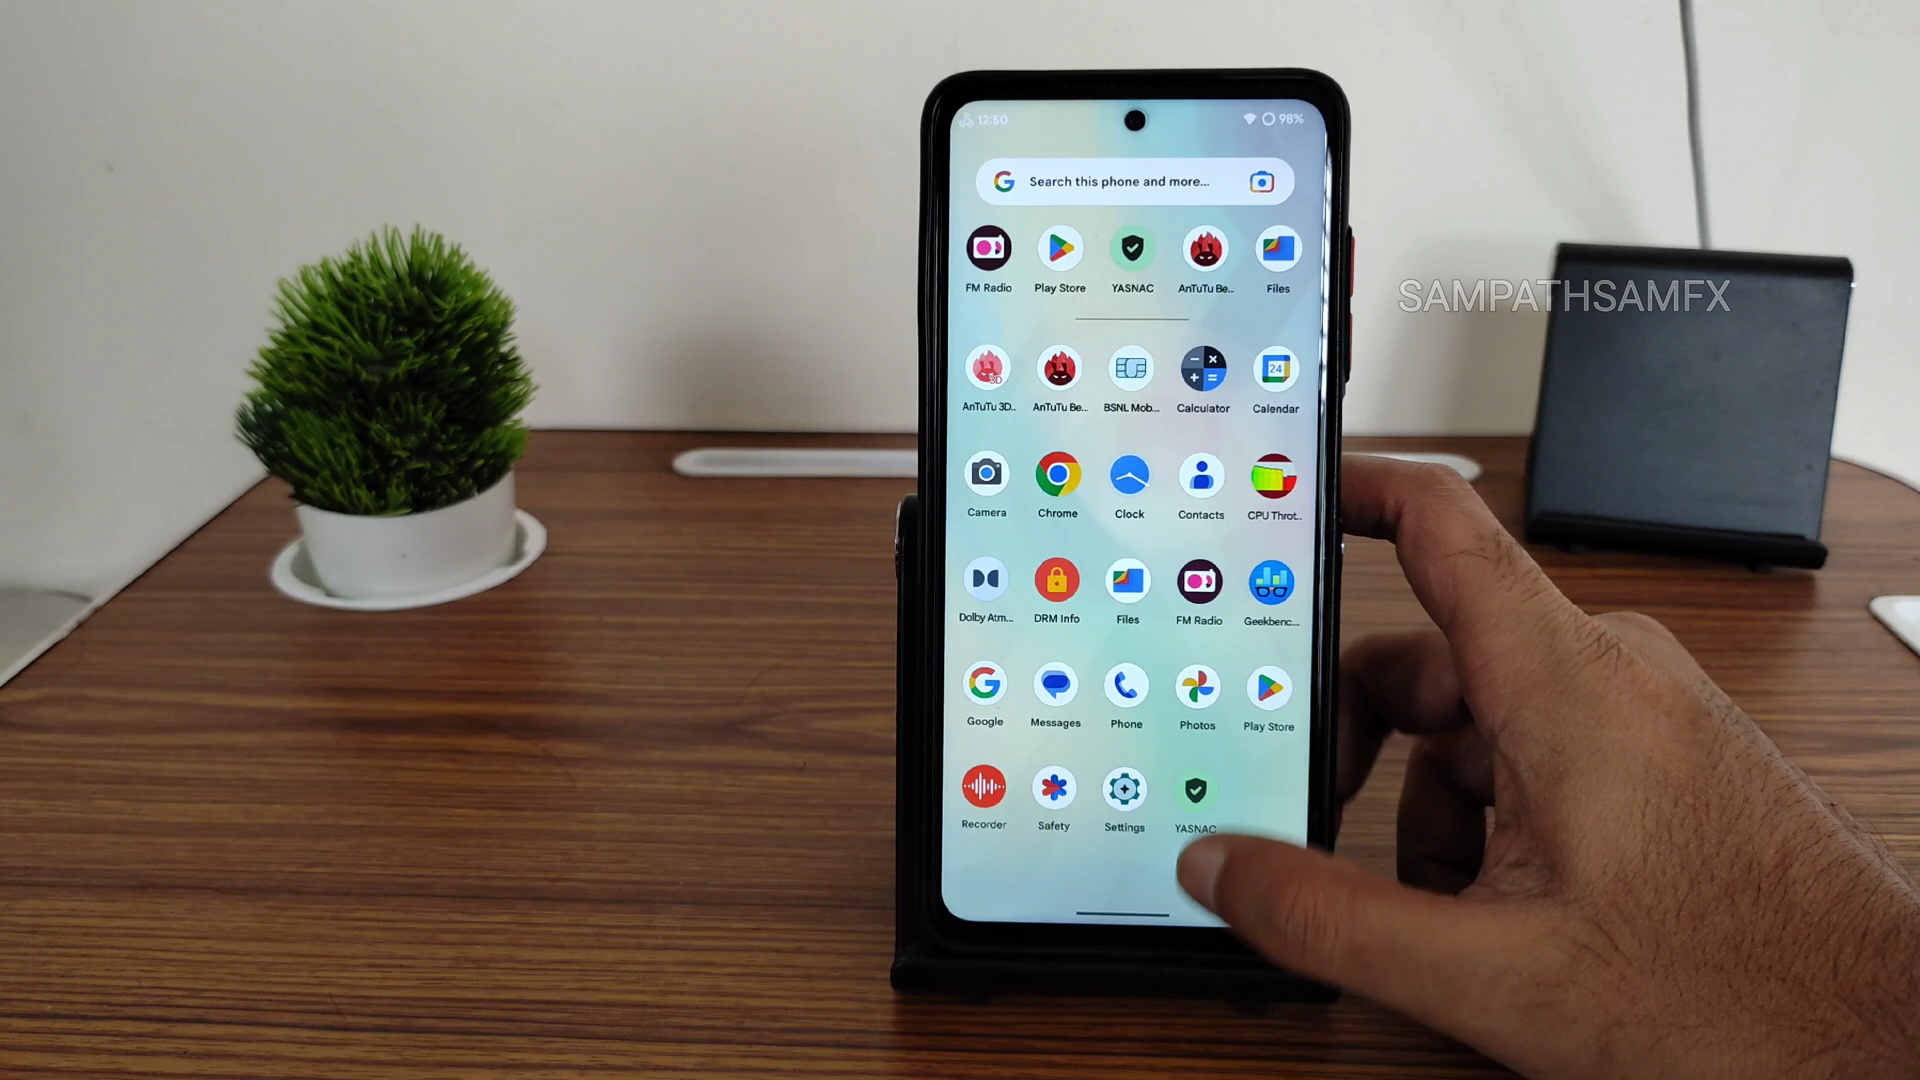 12:50 98%
Search this phone and more...
FM Radio Play Store YASNAC AnTuTu Be... Files
AnTuTu 3D.. AnTuTu Be... BSNL Mob... Calculator Calendar
24
Camera Chrome Clock Contacts CPU Throt..
Dolby Atm... DRM Info Files FM Radio Geekbenc...
Google Messages Phone Photos Play Store
Recorder Safety Settings YASNAC
SAMPATHSAMFX